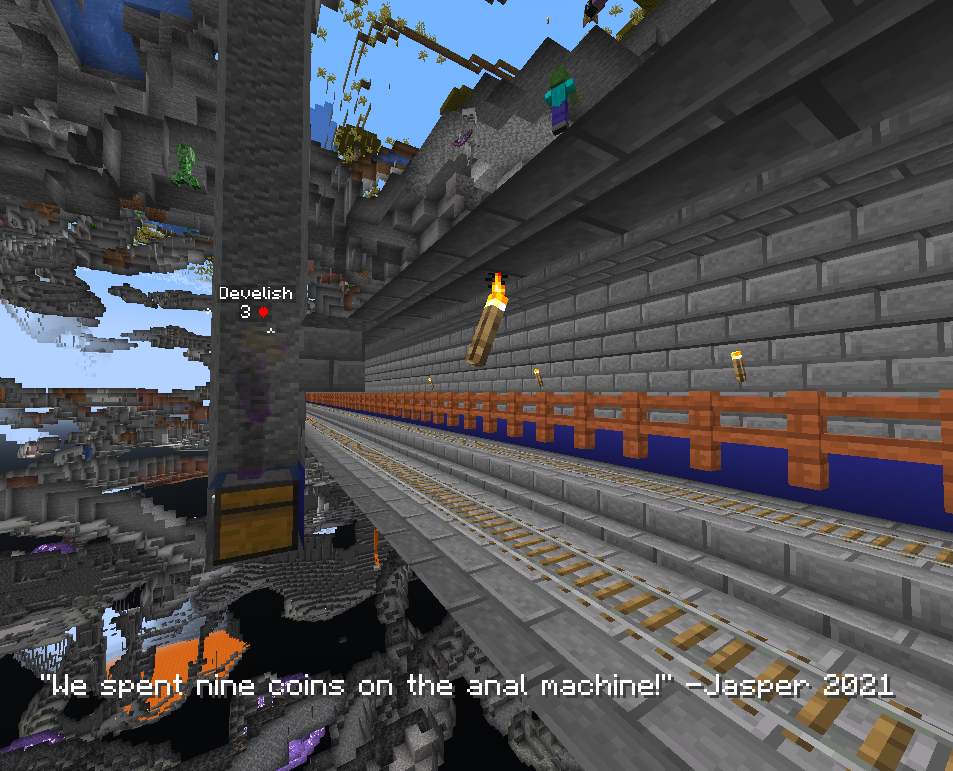 Develish
3 ♥
"We spent nine coins on the anal machine!" -Jasper 2021